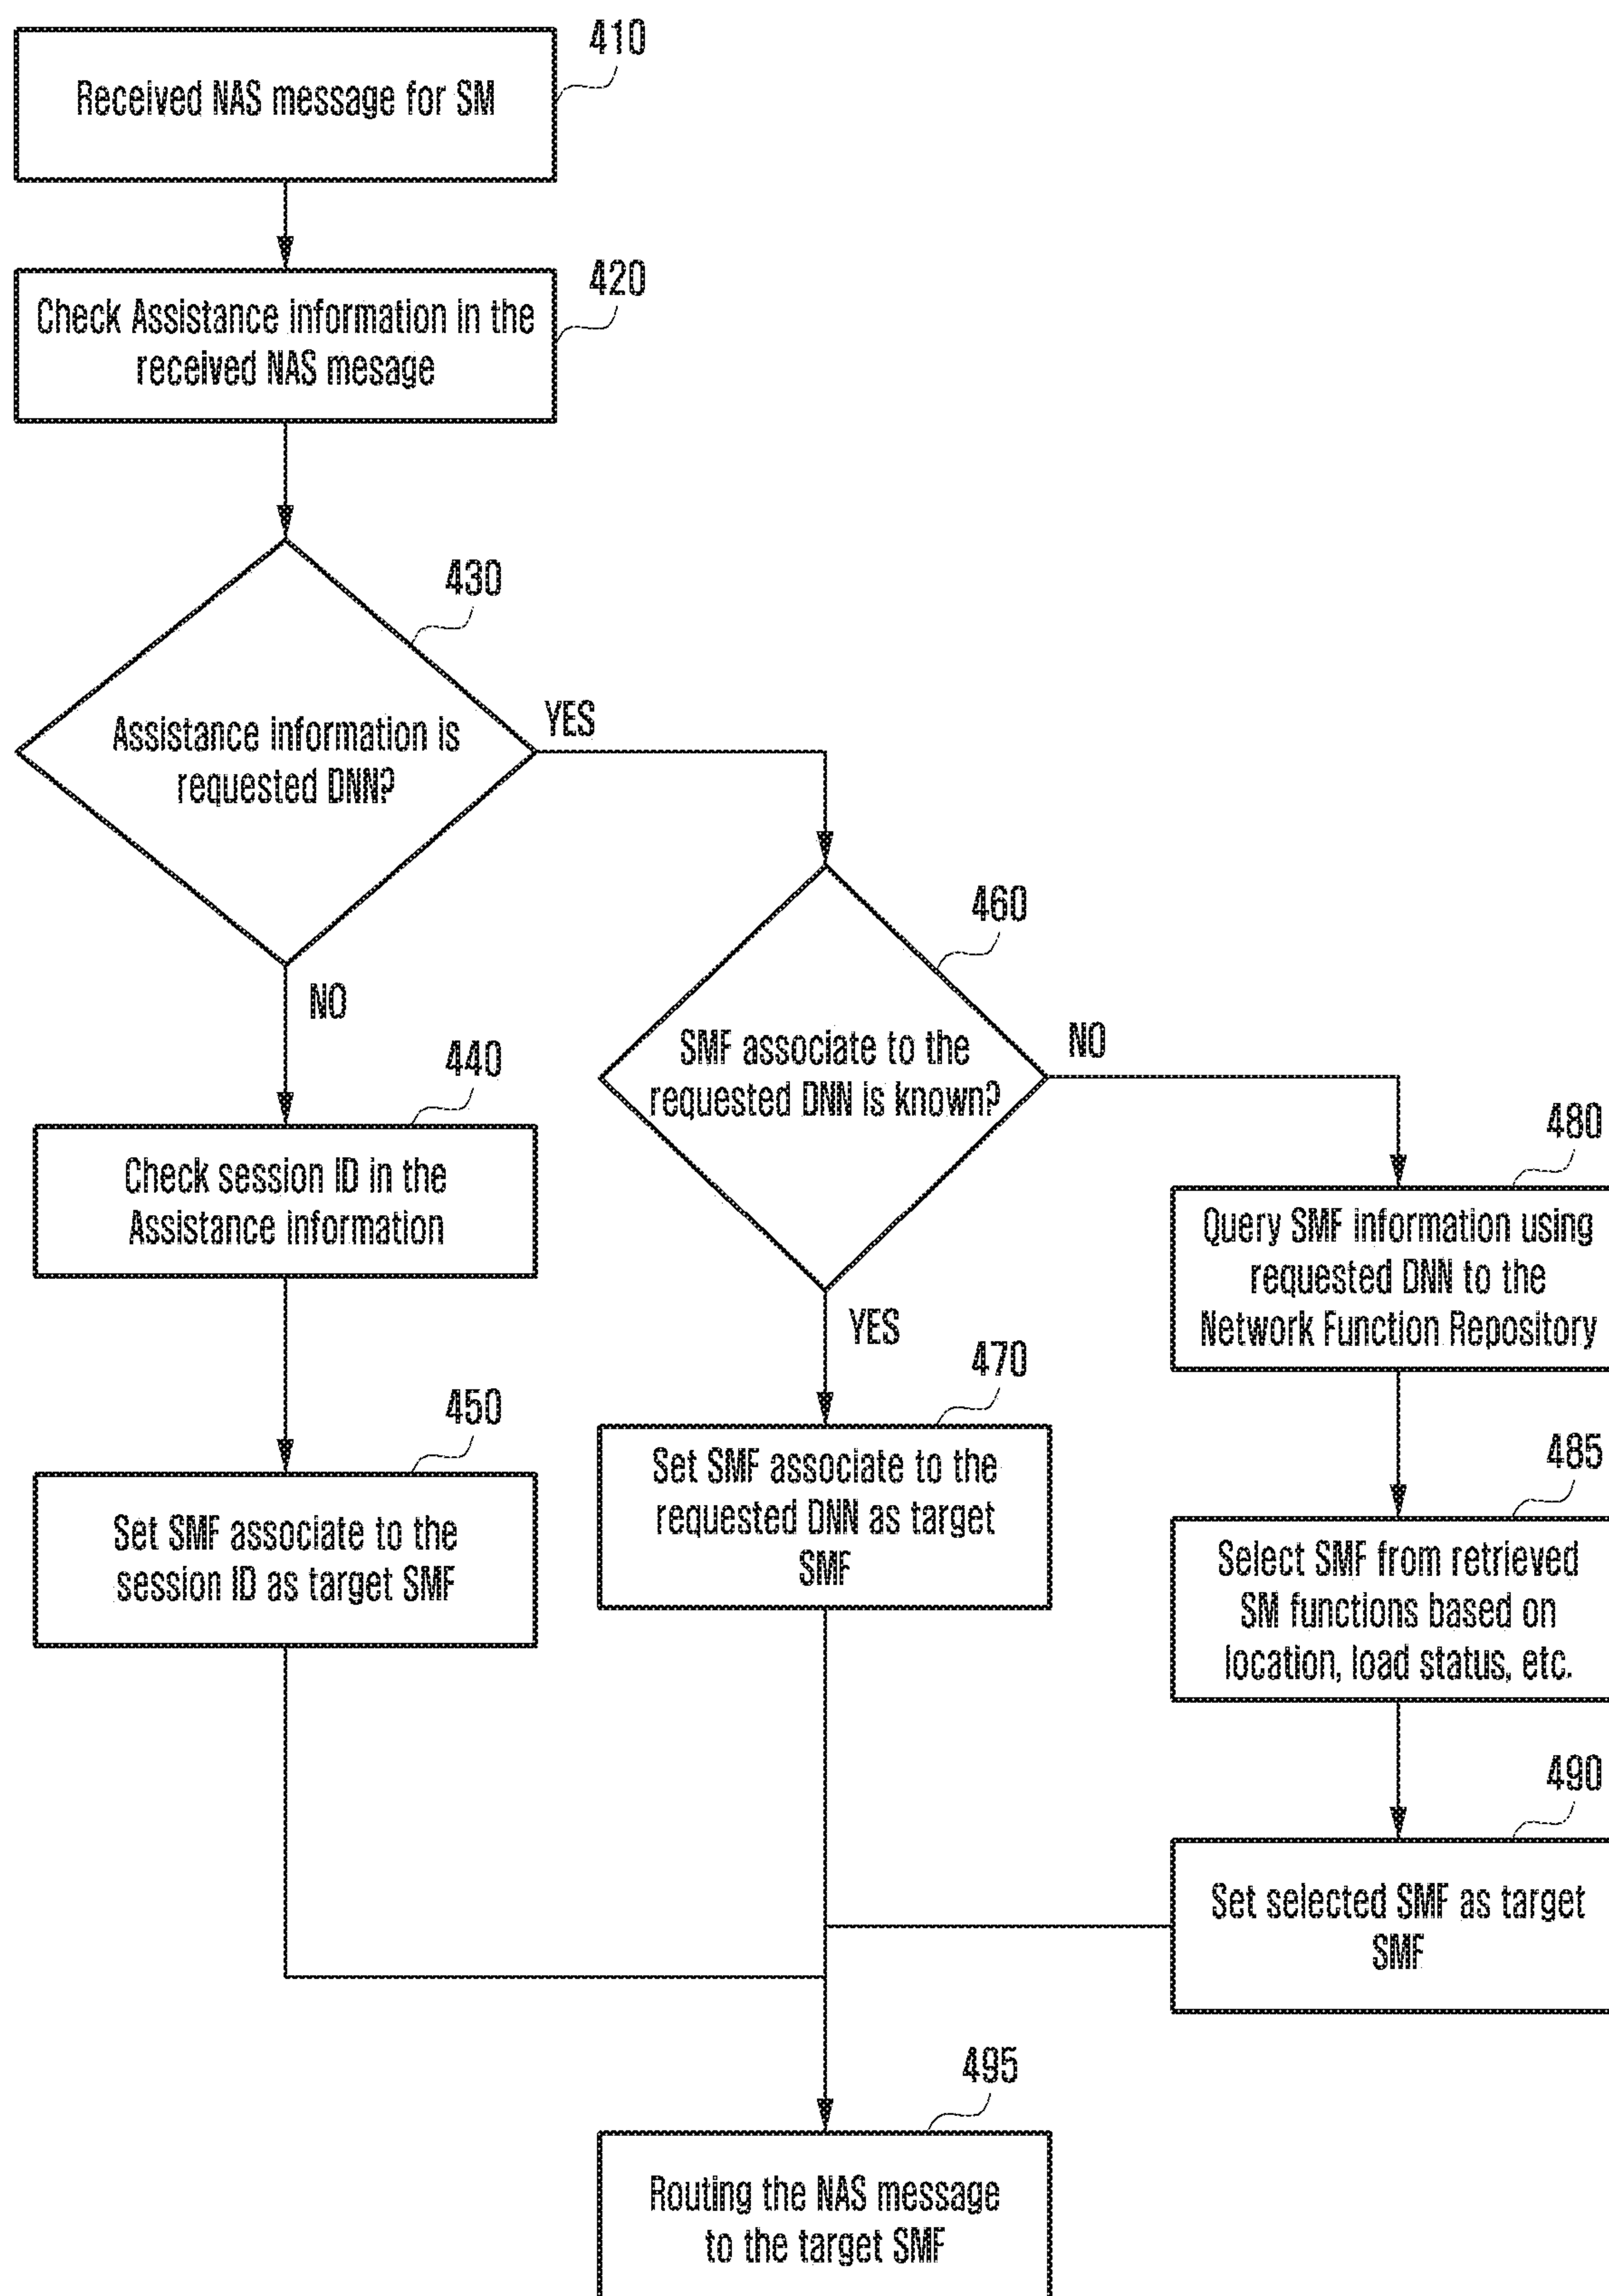 410
Received NAS message for SM
420
Check Assistance information in the
received NAS mesage
430
Assistance information is
requested DNN?
YES
NO
460
SMF associate to the
requested DNN is known?
NO
YES
440
Check session ID in the
Assistance information
480
Query SMF information using
requested DNN to the
Network Function Repository
450
Set SMF associate to the
session ID as target SMF
470
Set SMF associate to the
requested DNN as target
SMF
485
Select SMF from retrieved
SM functions based on
location, load status, etc.
490
Set selected SMF as target
SMF
495
Routing the NAS message
to the target SMF